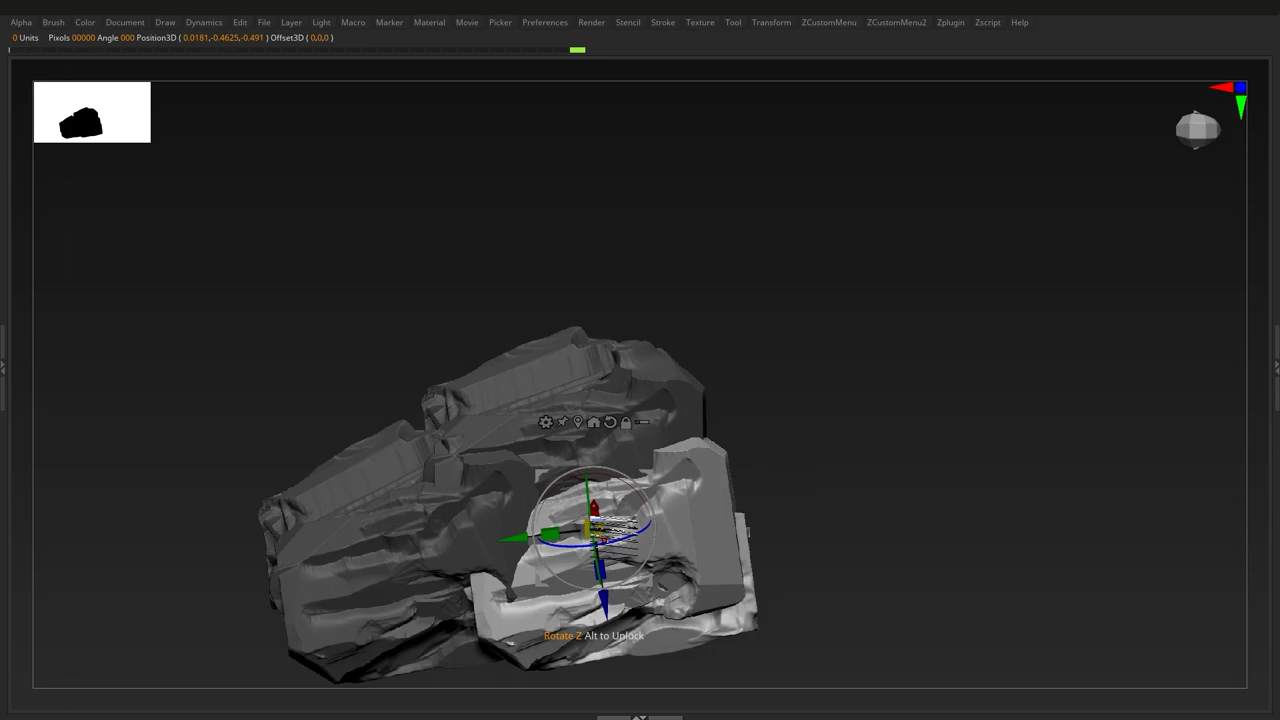 Alpha Brush Color Document Draw Dynamics Edit File Layer Light Macro Marker Material Movie Picker Preferences Render Stencil Stroke Texture Tool Transform ZCustomMenu ZCustomMenu2 Zplugin Zscript Help
0 Units Pixels 00000 Angle 000 Position3D ( 0.0181,-0.4625,-0.491 ) Offset3D ( 0,0,0 )
Rotate Z Alt to Unlock